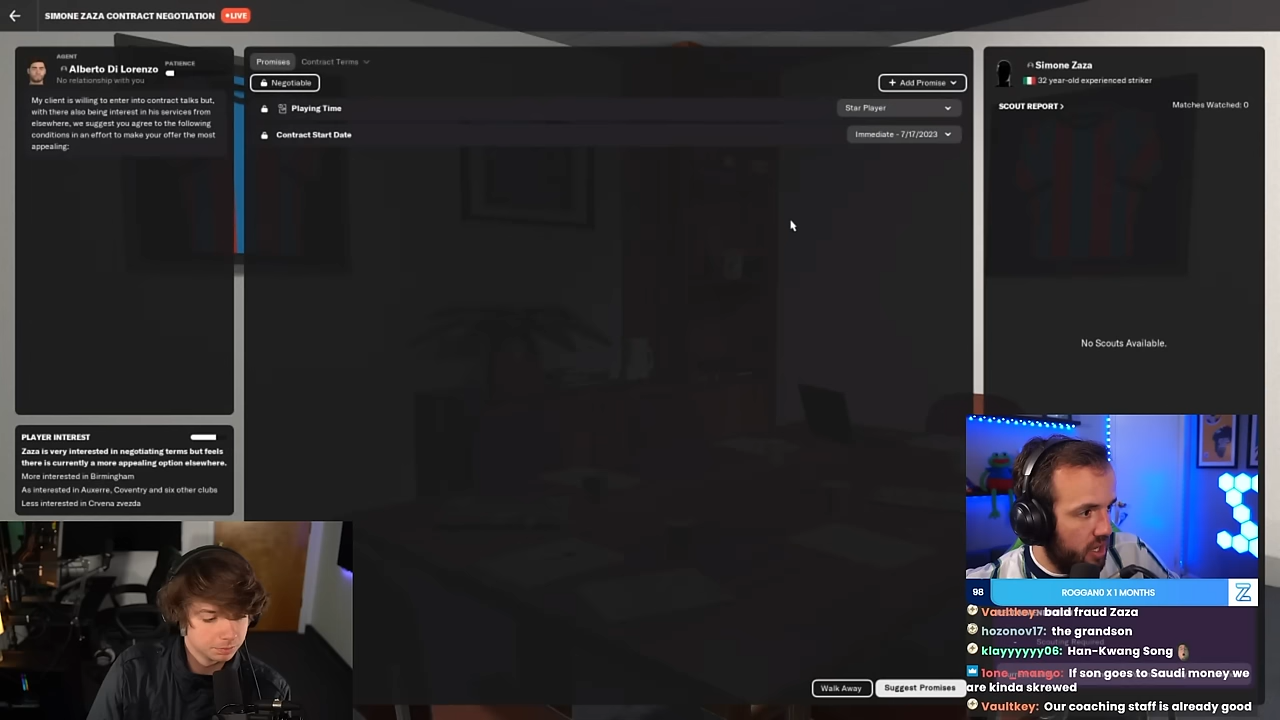 SIMONE ZAZA CONTRACT NEGOTIATION
LIVE
AGENT
Alberto Di Lorenzo
No relationship with you
PATIENCE
My client is willing to enter into contract talks but,
with there also being interest in his services from
elsewhere, we suggest you agree to the following
conditions in an effort to make your offer the most
appealing:
Promises
Contract Terms
Negotiable
+ Add Promise
Playing Time
Star Player
Contract Start Date
Immediate - 7/17/2023
Simone Zaza
32 year-old experienced striker
SCOUT REPORT >
Matches Watched: 0
No Scouts Available.
PLAYER INTEREST
Zaza is very interested in negotiating terms but feels
there is currently a more appealing option elsewhere.
More interested in Birmingham
As interested in Auxerre, Coventry and six other clubs
Less interested in Crvena zvezda
98
ROGGAN0 X 1 MONTHS
Z
Vaultkey: bald fraud Zaza
hozonov17: the grandson
Scouting Required
klayyyyyy06: Han-Kwang Song
1one_mango: If son goes to Saudi money we
are kinda skrewed
Vaultkey: Our coaching staff is already good
Walk Away
Suggest Promises